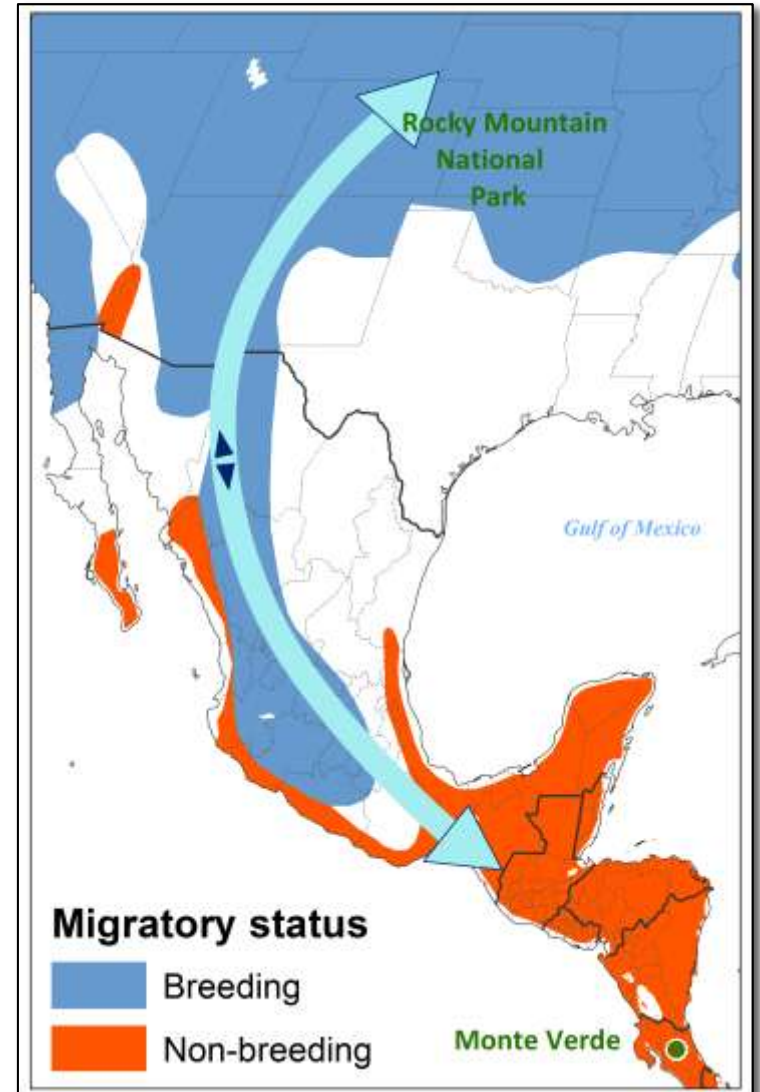 Rocky Mountain
National
Park
Gulf of Mexico
Migratory status
Breeding
Non-breeding
Monte Verde